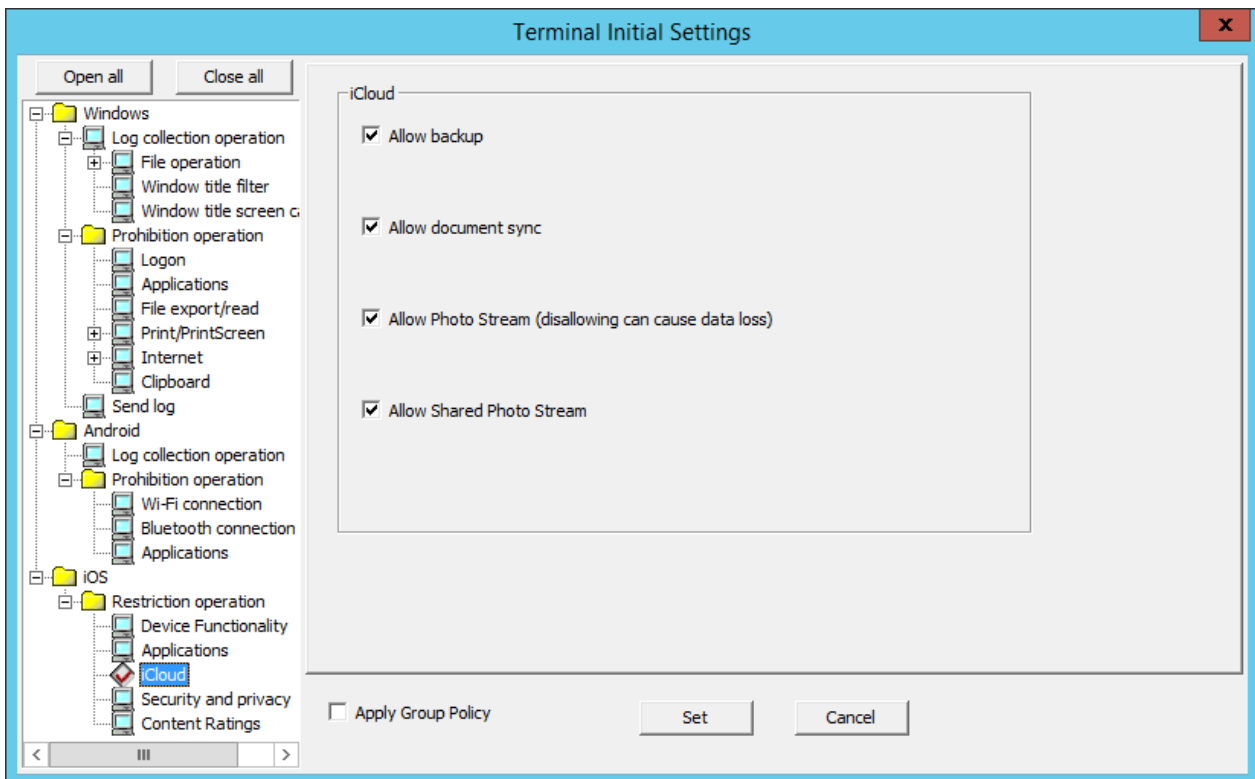 Terminal Initial Settings
x
Open all
Close all
Windows
Log collection operation
File operation
Window title filter
Window title screen
Prohibition operation
Logon
Applications
File export/read
Print/PrintScreen
Internet
Clipboard
Send log
Android
Log collection operation
Prohibition operation
Wi-Fi connection
Bluetooth connection
Applications
iOS
Restriction operation
Device Functionality
Applications
iCloud
Security and privacy
Content Ratings
iCloud
Allow backup
Allow document sync
Allow Photo Stream (disallowing can cause data loss)
Allow Shared Photo Stream
Apply Group Policy
Set
Cancel